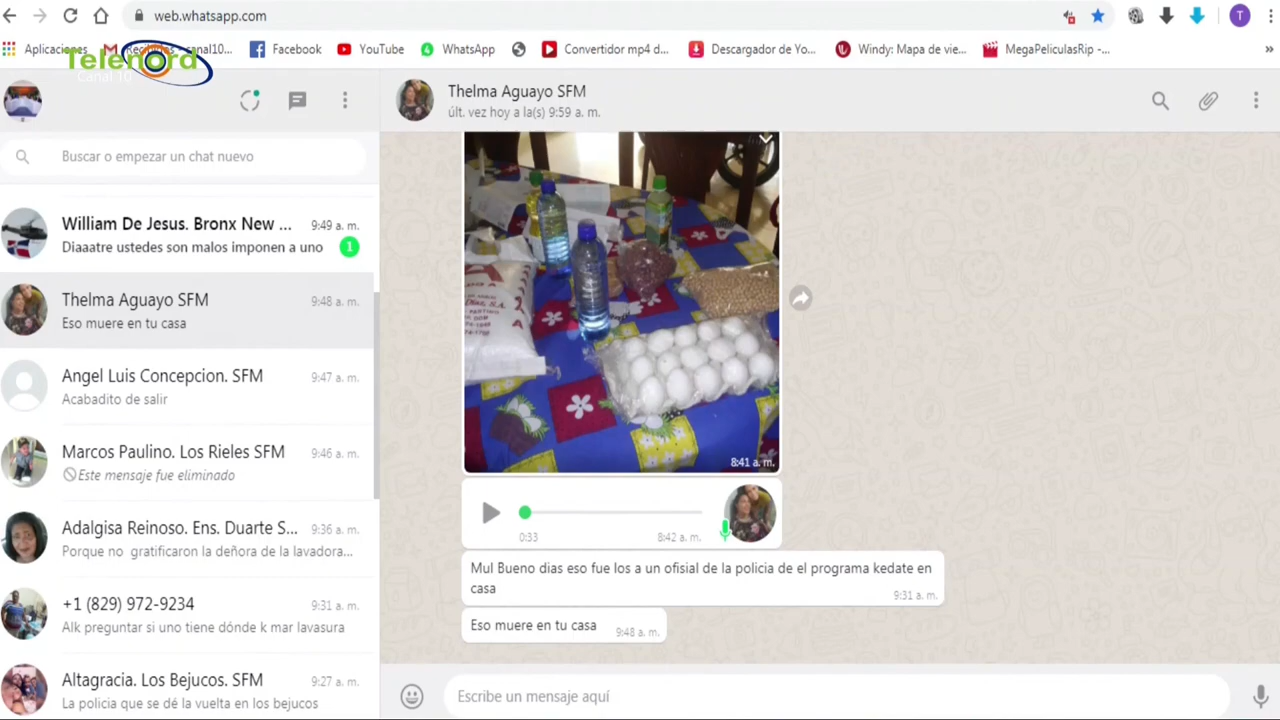 web.whatsapp.com
T
Aplicaciones
canal10...
Facebook
YouTube
WhatsApp
Convertidor mp4 d...
Descargador de Yo...
Windy: Mapa de vie...
MegaPeliculasRip -...
»
Telenord
Canal 10
Thelma Aguayo SFM
últ. vez hoy a la(s) 9:59 a. m.
Buscar o empezar un chat nuevo
William De Jesus. Bronx New ... 9:49 a. m.
Diaaatre ustedes son malos imponen a uno 1
Thelma Aguayo SFM 9:48 a. m.
Eso muere en tu casa
Angel Luis Concepcion. SFM 9:47 a. m.
Acabadito de salir
Marcos Paulino. Los Rieles SFM 9:46 a. m.
Este mensaje fue eliminado
Adalgisa Reinoso. Ens. Duarte S... 9:36 a. m.
Porque no gratificaron la deñora de la lavadora...
+1 (829) 972-9234 9:31 a. m.
Alk preguntar si uno tiene dónde k mar lavasura
Altagracia. Los Bejucos. SFM 9:27 a. m.
La policia que se dé la vuelta en los bejucos
8:41 a. m.
0:33 8:42 a. m.
Mul Bueno dias eso fue los a un ofisial de la policia de el programa kedate en
casa
9:31 a. m.
Eso muere en tu casa 9:48 a. m.
Escribe un mensaje aquí